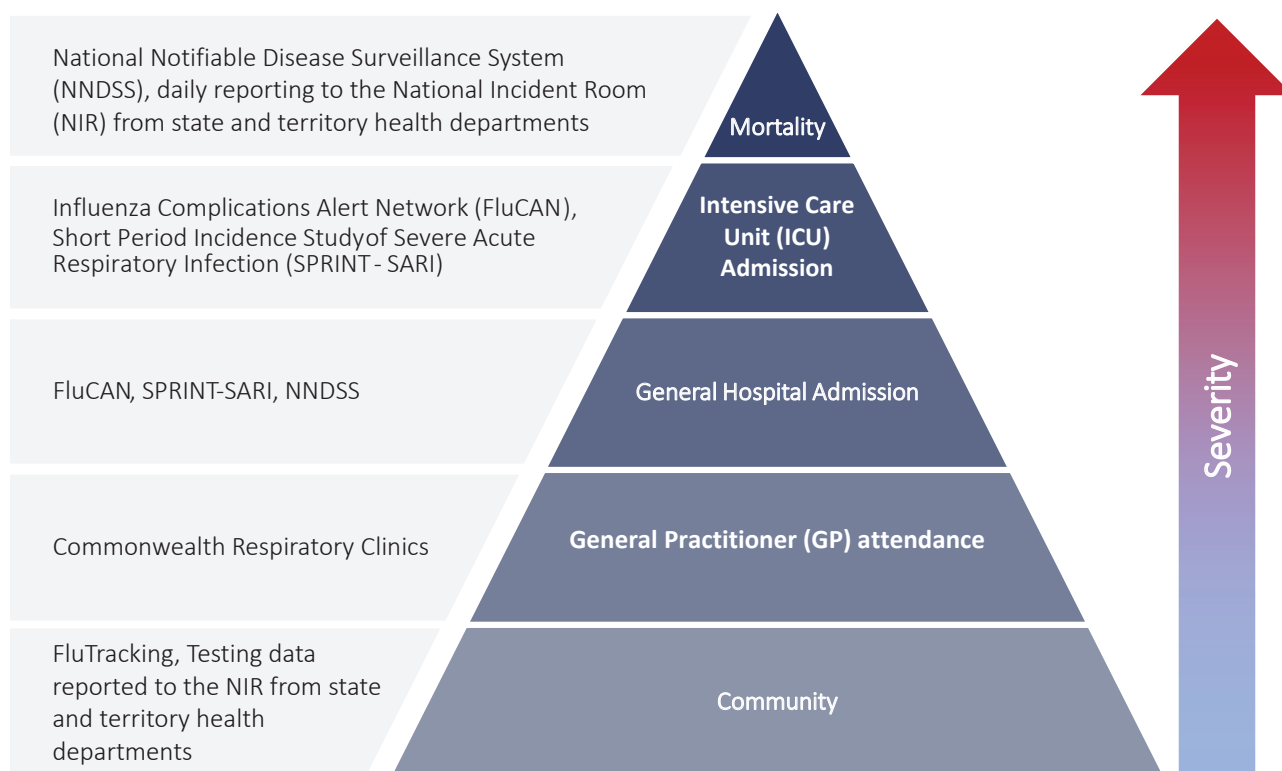 National Notifiable Disease Surveillance System
(NNDSS), daily reporting to the National Incident Room
(NIR) from state and territory health departments
Mortality
Influenza Complications Alert Network (FluCAN),
Short Period Incidence Studyof Severe Acute
Respiratory Infection (SPRINT - SARI)
Intensive Care
Unit (ICU)
Admission
FluCAN, SPRINT-SARI, NNDSS
General Hospital Admission
Commonwealth Respiratory Clinics
General Practitioner (GP) attendance
FluTracking, Testing data
reported to the NIR from state
and territory health
departments
Community
Severity